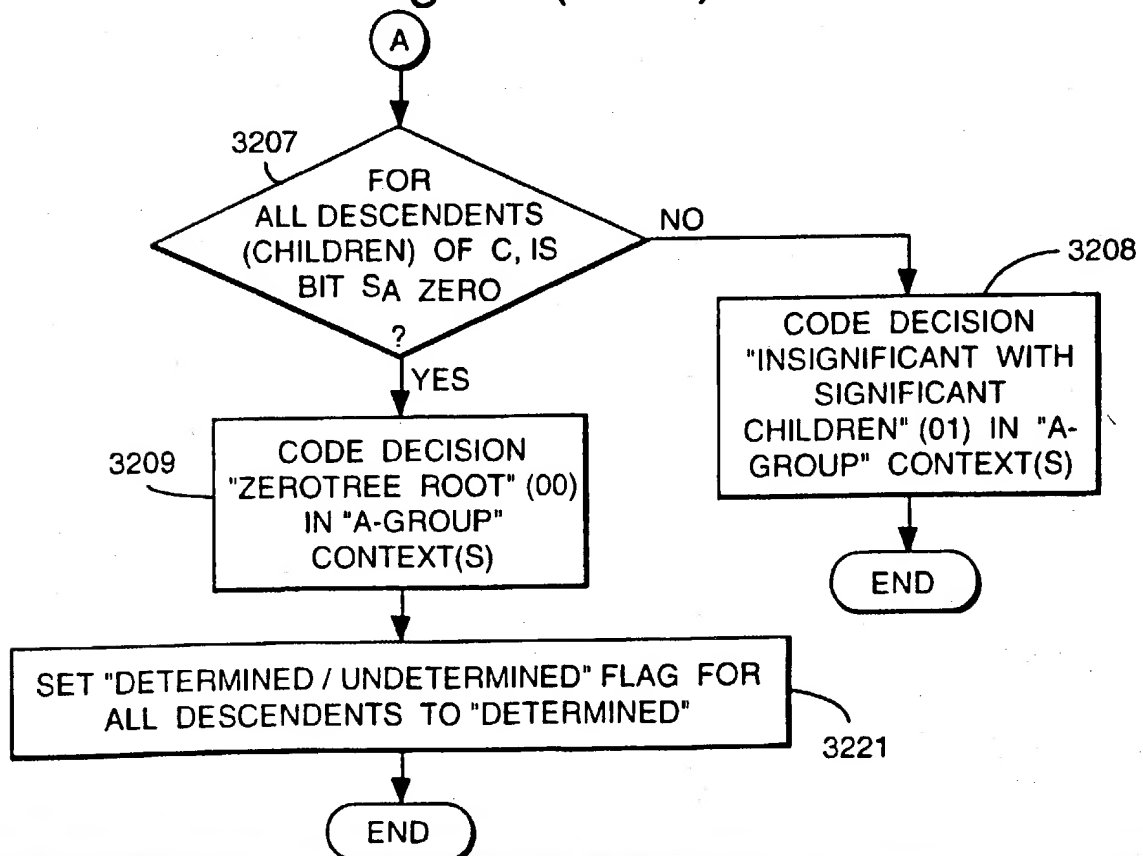 A
3207
FOR
ALL DESCENDENTS
(CHILDREN) OF C, IS
BIT SA ZERO
?
NO
YES
3208
CODE DECISION
"INSIGNIFICANT WITH
SIGNIFICANT
CHILDREN" (01) IN "A-
GROUP" CONTEXT(S)
END
3209
CODE DECISION
"ZEROTREE ROOT" (00)
IN "A-GROUP"
CONTEXT(S)
SET "DETERMINED / UNDETERMINED" FLAG FOR
ALL DESCENDENTS TO "DETERMINED"
3221
END